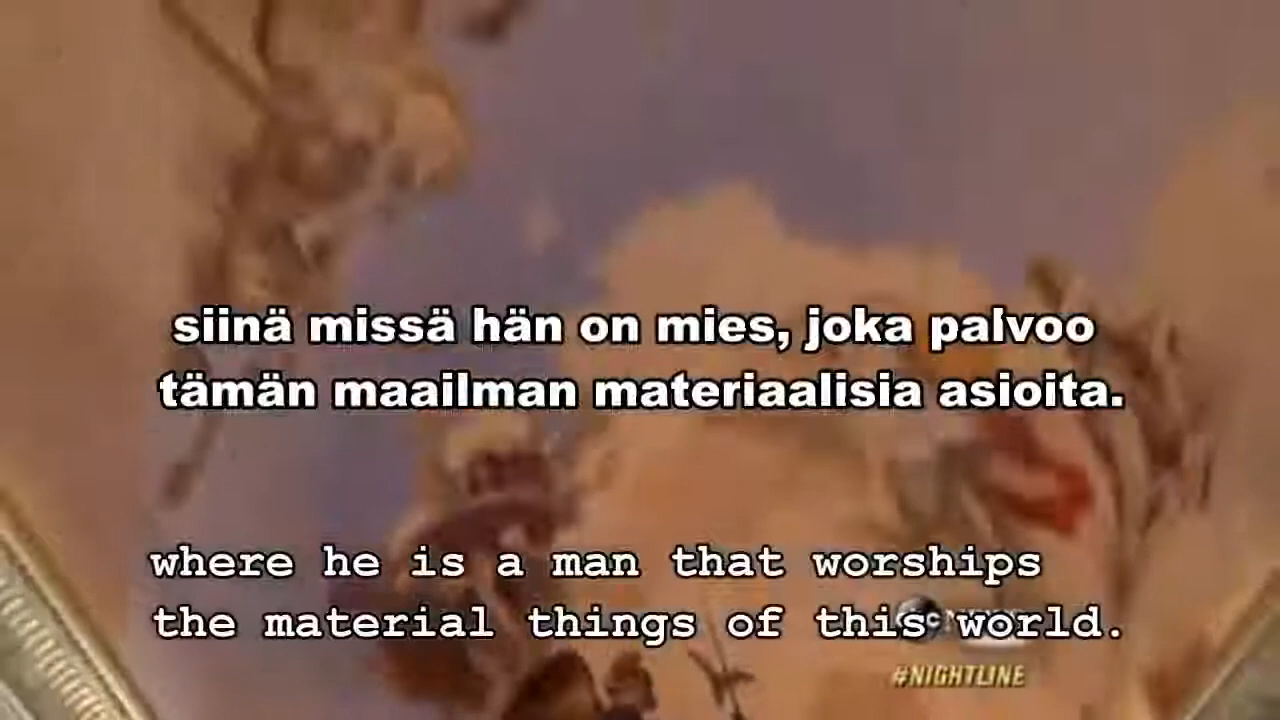 siinä missä hän on mies, joka palvoo
tämän maailman materiaalisia asioita.
where he is a man that worships
the material things of this world.
#NIGHTLINE